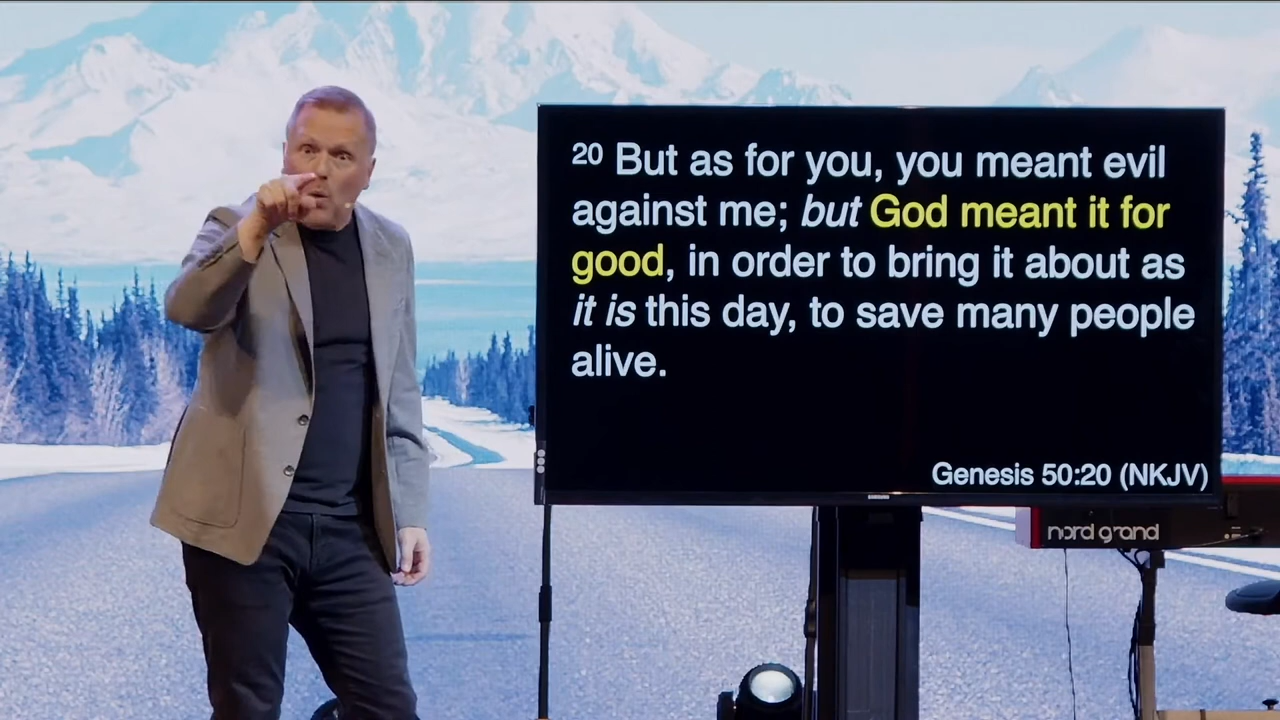 20 But as for you, you meant evil
against me; but God meant it for
good, in order to bring it about as
it is this day, to save many people
alive.
Genesis 50:20 (NKJV)
nord grand